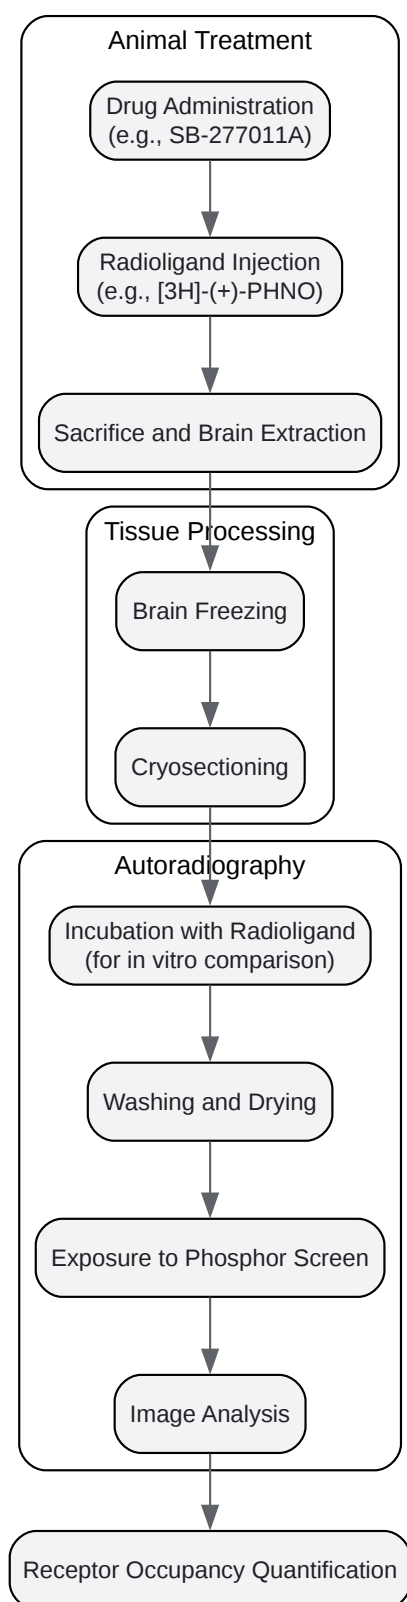 Animal Treatment
Drug Administration
(e.g., SB-277011A)
Radioligand Injection
(e.g., [3H]-(+)-PHNO)
Sacrifice and Brain Extraction
Tissue Processing
Brain Freezing
Cryosectioning
Autoradiography
Incubation with Radioligand
(for in vitro comparison)
Washing and Drying
Exposure to Phosphor Screen
Image Analysis
Receptor Occupancy Quantification